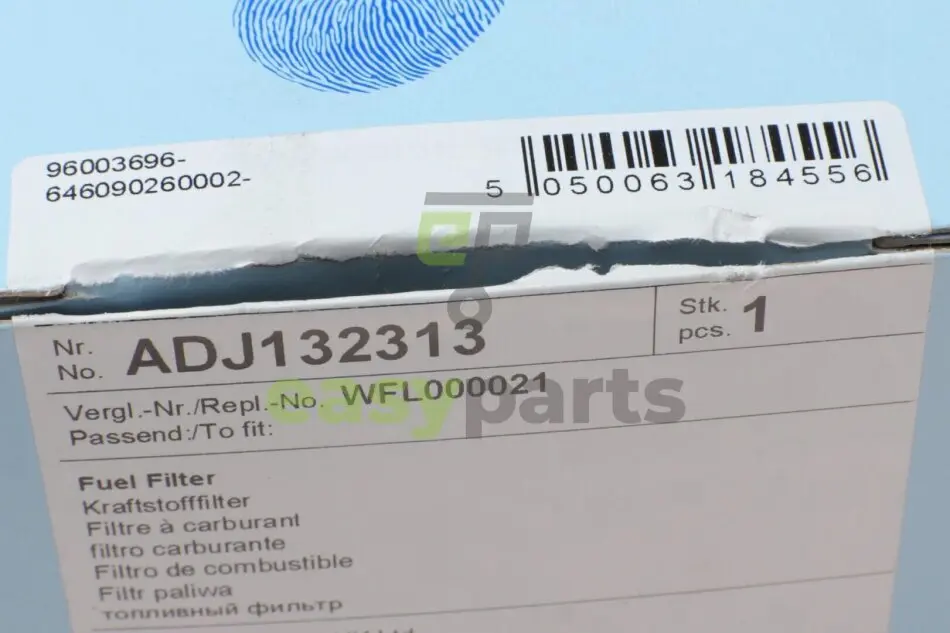 96003696-
646090260002-
5 050063 184556
Nr.
No. ADJ132313
Stk.
pcs. 1
Vergl.-Nr./Repl.-No. WFL000021
Passend:/To fit:
easyparts
Fuel Filter
Kraftstofffilter
Filtre à carburant
filtro carburante
Filtro de combustible
Filtr paliwa
топливный фильтр